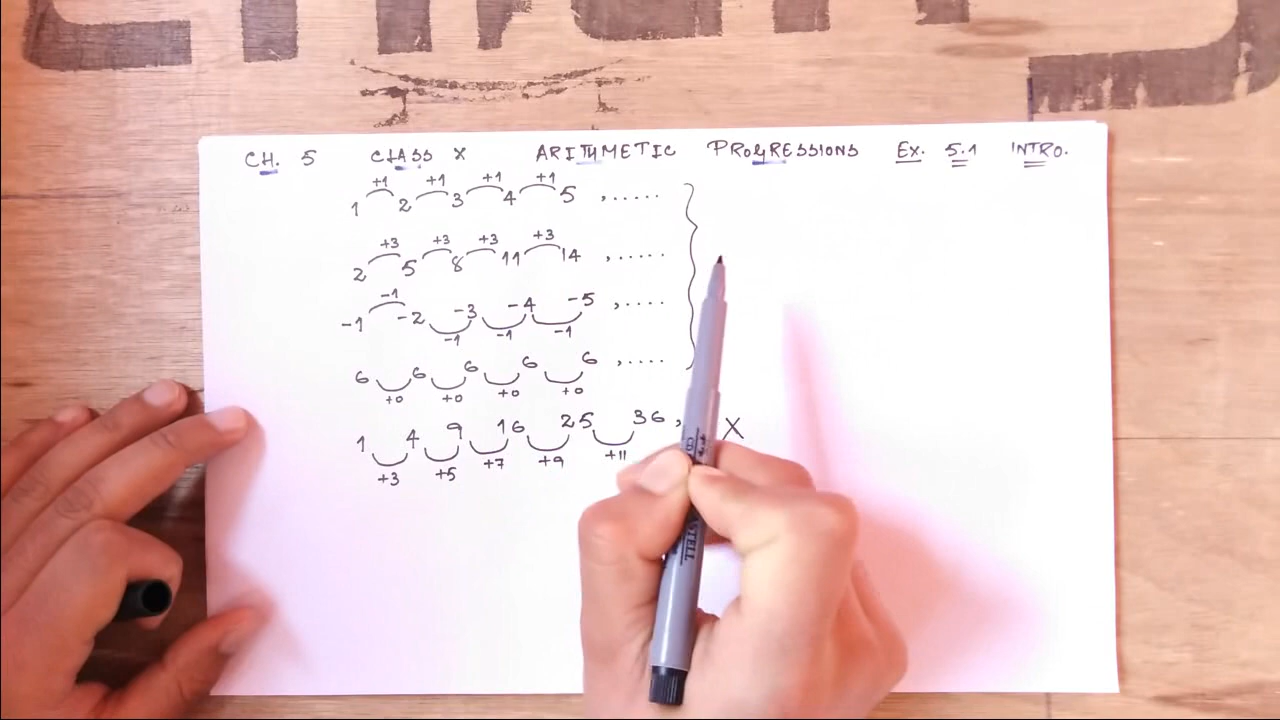 CH. 5 CLASS X ARITHMETIC PROGRESSIONS Ex. 5.1 INTRO.
+1 +1 +1 +1
1 2 3 4 5 , .....
+3 +3 +3 +3
2 5 8 11 14 , .....
-1
-1 -2 -3 -4 -5 , ....
-1 -1 -1
6 6 6 6 6 , ....
+0 +0 +0 +0
1 4 9 16 25 36 , X
+3 +5 +7 +9 +11